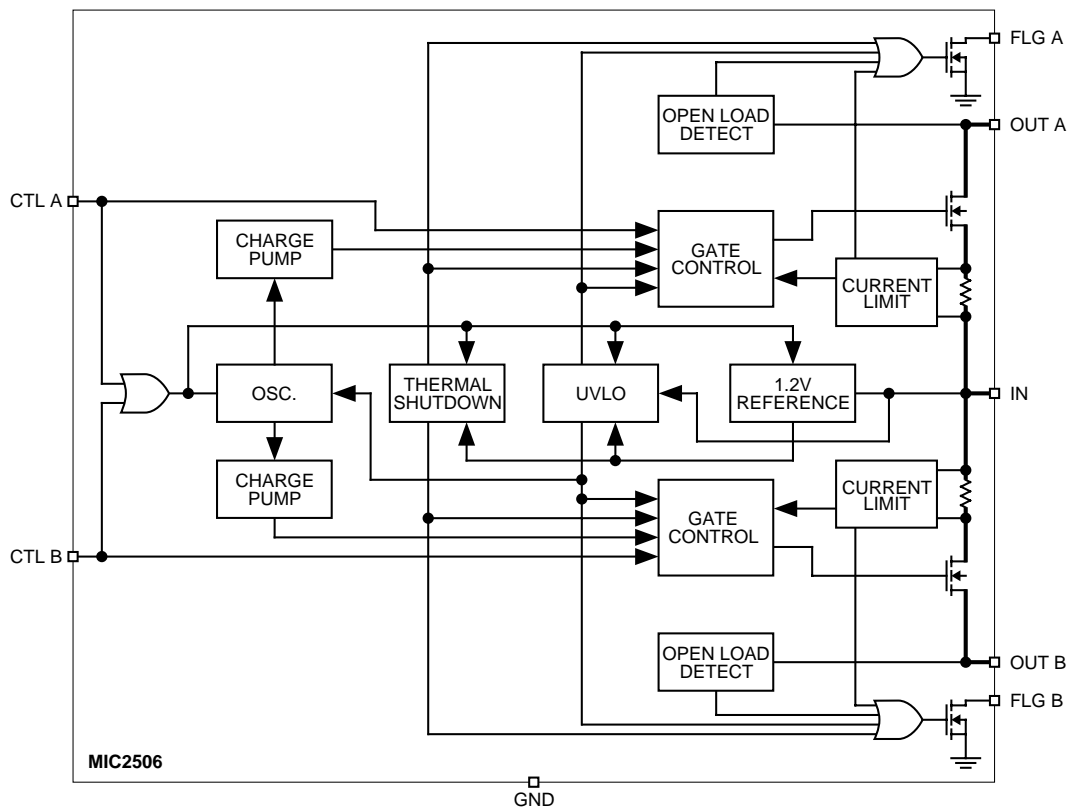 FLG A
OPEN LOAD
DETECT
OUT A
CTL A
CHARGE
PUMP
GATE
CONTROL
CURRENT
LIMIT
OSC.
THERMAL
SHUTDOWN
UVLO
1.2V
REFERENCE
IN
CHARGE
PUMP
CURRENT
LIMIT
GATE
CONTROL
CTL B
OPEN LOAD
DETECT
OUT B
FLG B
MIC2506
GND